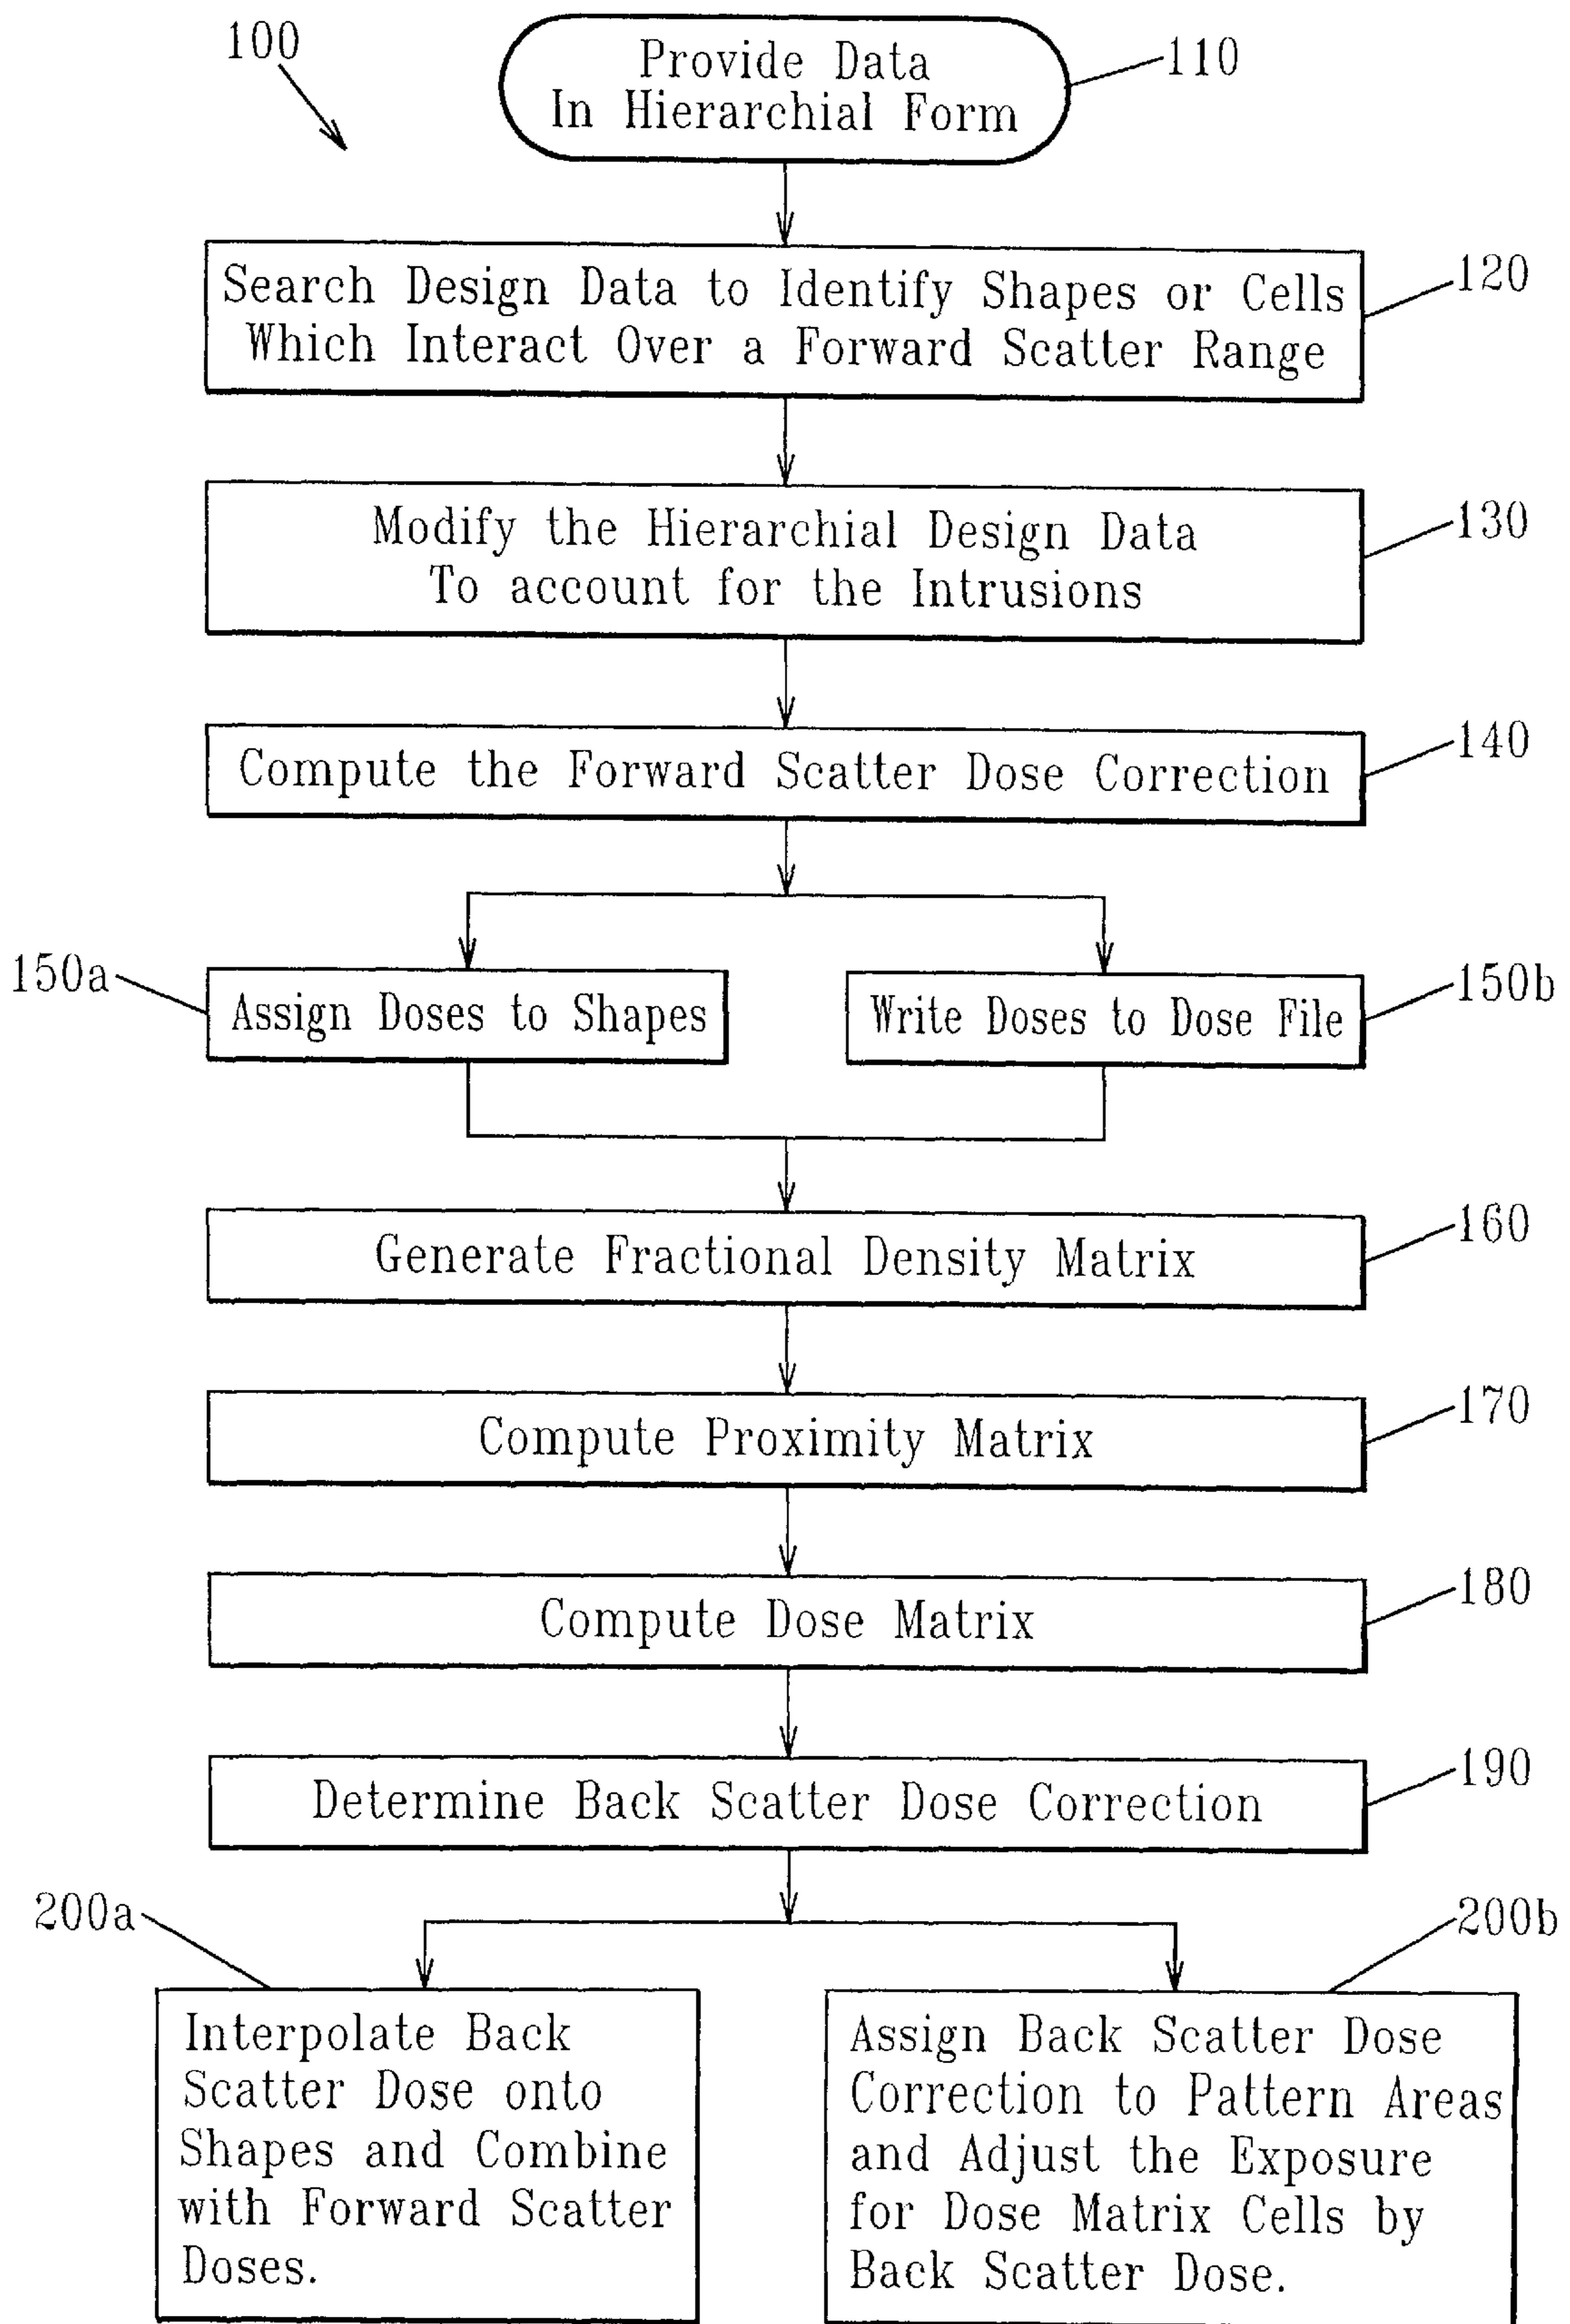 100
Provide Data
In Hierarchial Form
110
Search Design Data to Identify Shapes or Cells
Which Interact Over a Forward Scatter Range
120
Modify the Hierarchial Design Data
To account for the Intrusions
130
Compute the Forward Scatter Dose Correction
140
150a
Assign Doses to Shapes
Write Doses to Dose File
150b
Generate Fractional Density Matrix
160
Compute Proximity Matrix
170
Compute Dose Matrix
180
Determine Back Scatter Dose Correction
190
200a
Interpolate Back
Scatter Dose onto
Shapes and Combine
with Forward Scatter
Doses.
200b
Assign Back Scatter Dose
Correction to Pattern Areas
and Adjust the Exposure
for Dose Matrix Cells by
Back Scatter Dose.